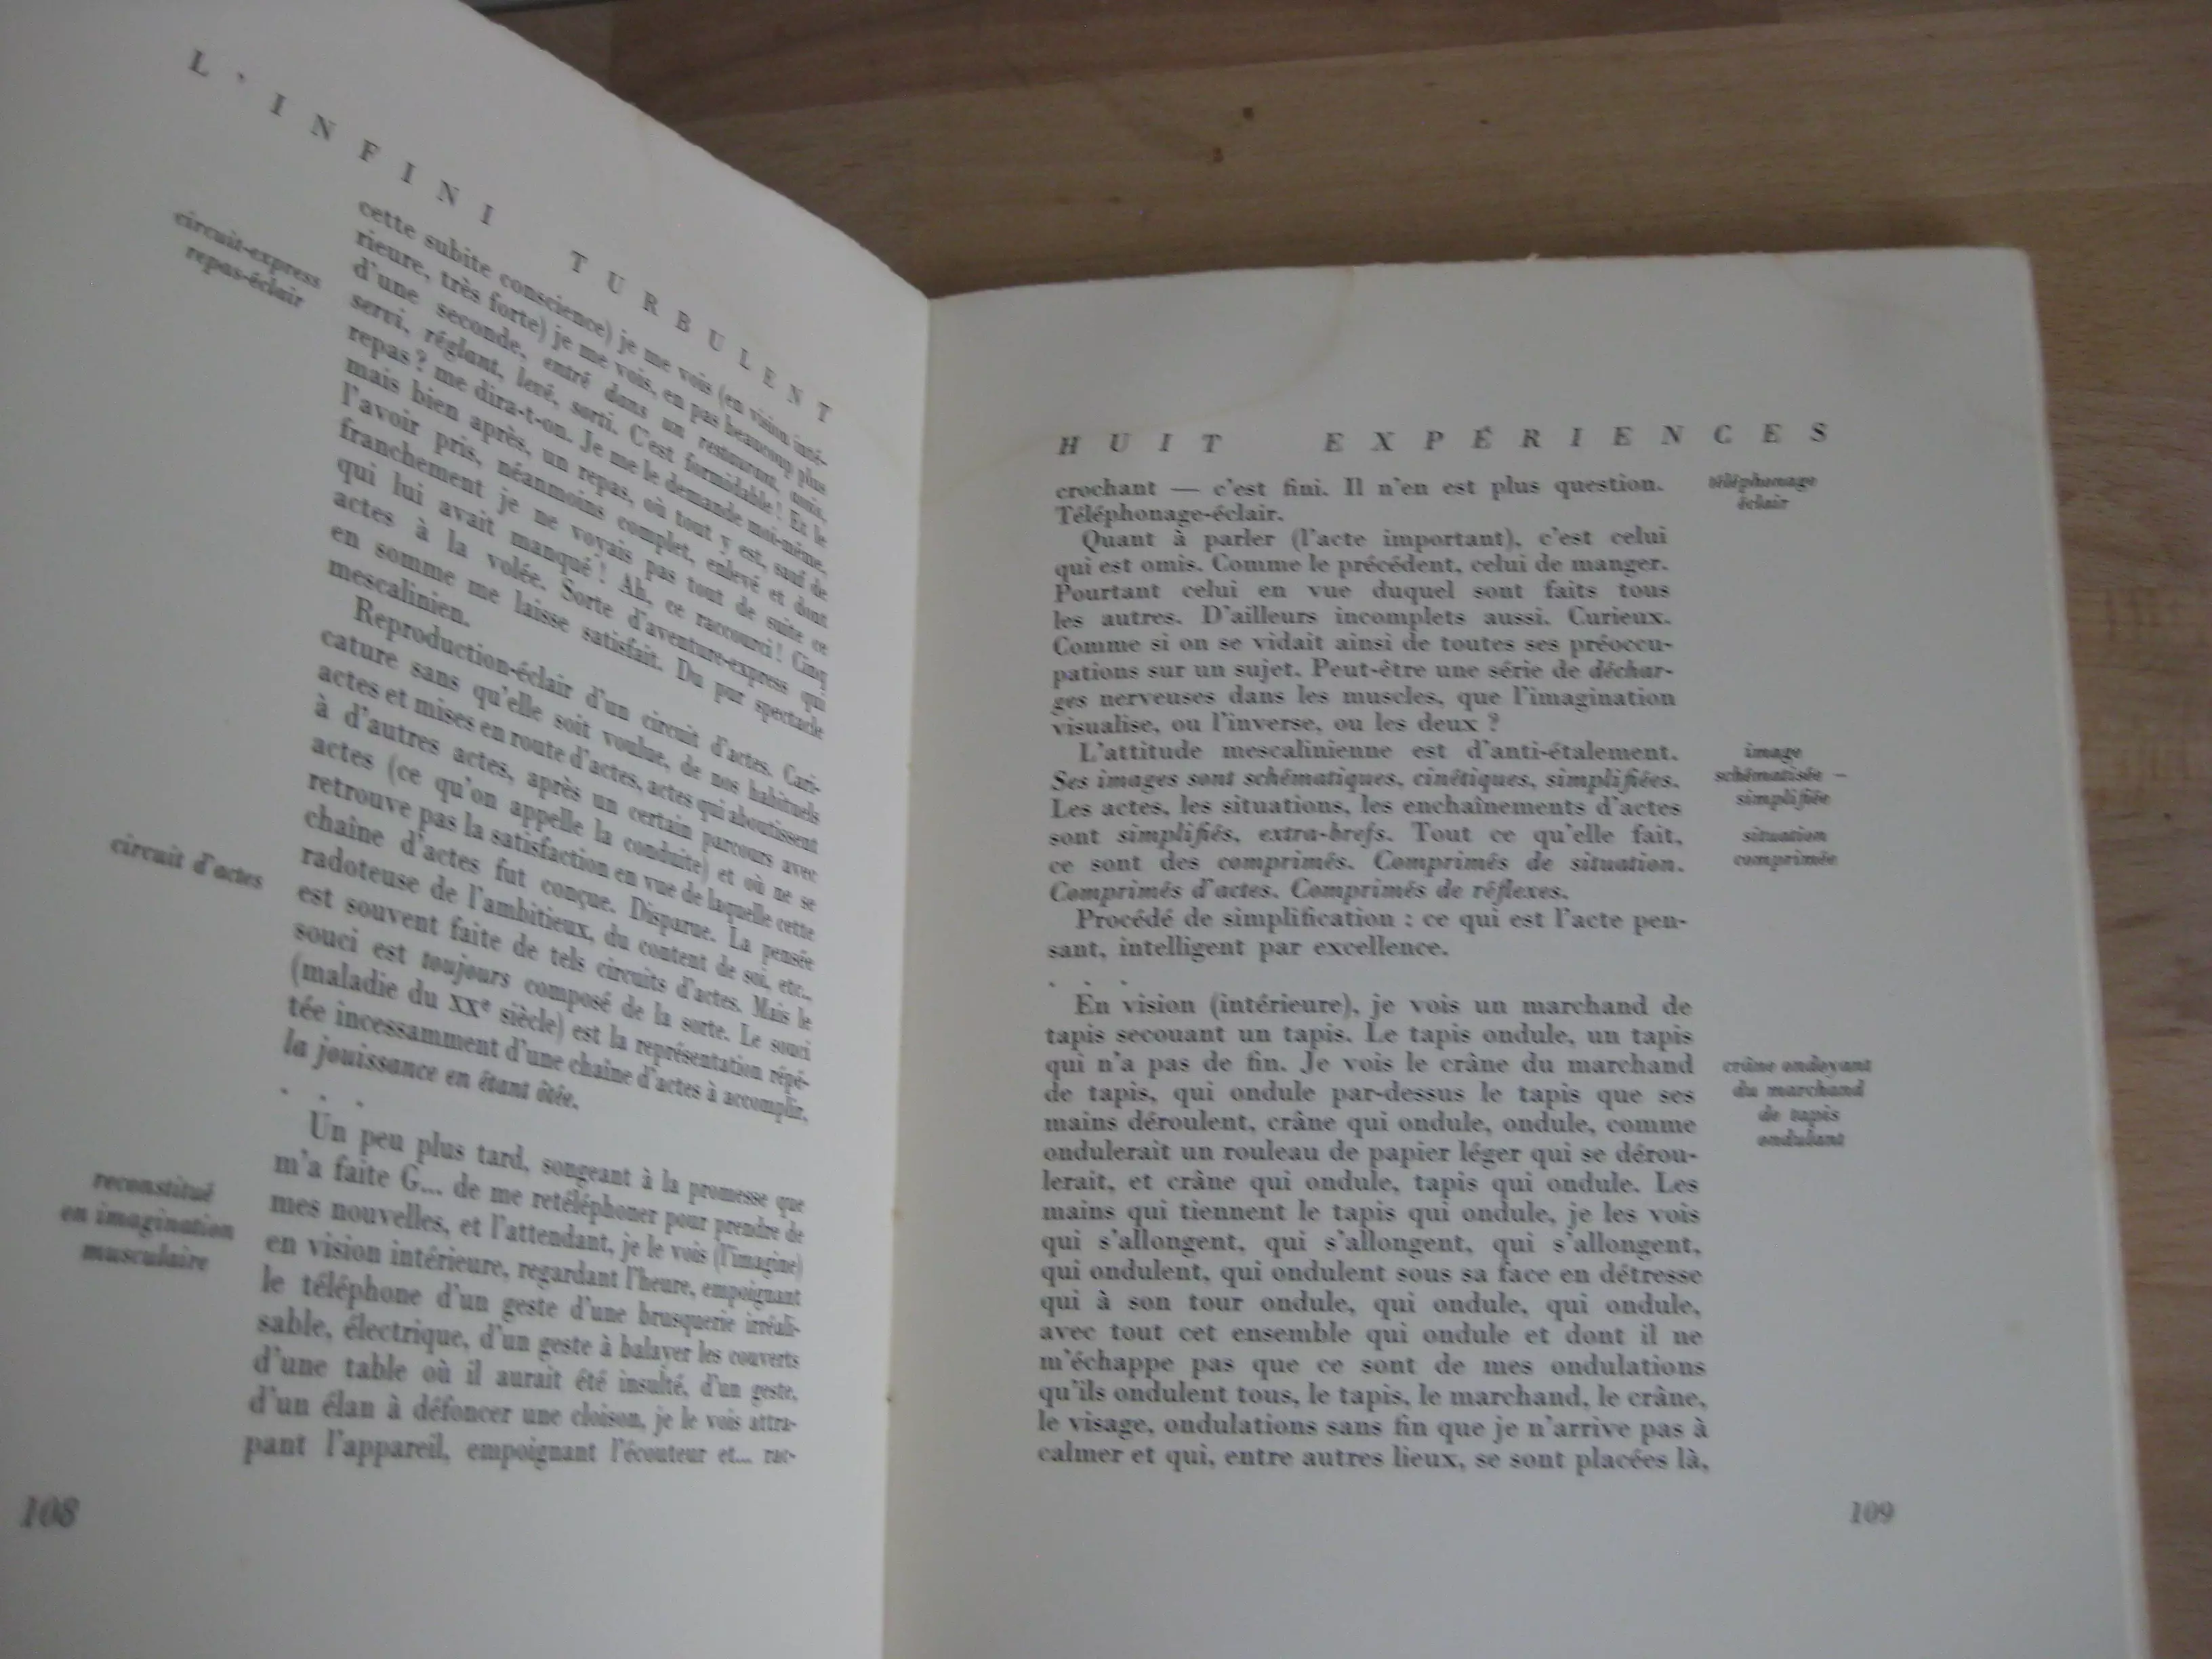 L'INFINI TURBULENT
circuit-express
repas-éclair
cette subite conscience) je me vois (en vision inté-
rieure, très forte) je me vois, en pas beaucoup plus
d'une seconde, entré dans un restaurant, assis,
servi, réglant, levé, sorti. C'est formidable ! Et le
repas ? me dira-t-on. Je me le demande moi-même,
mais bien après, un repas, où tout y est, sauf de
l'avoir pris, néanmoins complet, enlevé et dont
franchement je ne voyais pas tout de suite ce
qui lui avait manqué ! Ah, ce raccourci ! Cinq
actes à la volée. Sorte d'aventure-express qui
en somme me laisse satisfait. Du pur spectacle
mescalinien.
Reproduction-éclair d'un circuit d'actes. Cari-
cature sans qu'elle soit voulue, de nos habituels
actes et mises en route d'actes, actes qui aboutissent
à d'autres actes, après un certain parcours avec
actes (ce qu'on appelle la conduite) et où ne se
retrouve pas la satisfaction en vue de laquelle cette
chaîne d'actes fut conçue. Disparue. La pensée
radoteuse de l'ambitieux, du content de soi, etc.,
est souvent faite de tels circuits d'actes. Mais le
souci est toujours composé de la sorte. Le souci
(maladie du XXe siècle) est la représentation répé-
tée incessamment d'une chaîne d'actes à accomplir,
la jouissance en étant ôtée.
circuit d'actes
. . .
Un peu plus tard, songeant à la promesse que
m'a faite G... de me retéléphoner pour prendre de
mes nouvelles, et l'attendant, je le vois (l'imagine)
en vision intérieure, regardant l'heure, empoignant
le téléphone d'un geste d'une brusquerie irréali-
sable, électrique, d'un geste à balayer les couverts
d'une table où il aurait été insulté, d'un geste,
d'un élan à défoncer une cloison, je le vois attra-
pant l'appareil, empoignant l'écouteur et... rac-
reconstitué
en imagination
musculaire
108
HUIT EXPÉRIENCES
crochant — c'est fini. Il n'en est plus question.
Téléphonage-éclair.
téléphonage
éclair
Quant à parler (l'acte important), c'est celui
qui est omis. Comme le précédent, celui de manger.
Pourtant celui en vue duquel sont faits tous
les autres. D'ailleurs incomplets aussi. Curieux.
Comme si on se vidait ainsi de toutes ses préoccu-
pations sur un sujet. Peut-être une série de déchar-
ges nerveuses dans les muscles, que l'imagination
visualise, ou l'inverse, ou les deux ?
L'attitude mescalinienne est d'anti-étalement.
Ses images sont schématiques, cinétiques, simplifiées.
Les actes, les situations, les enchaînements d'actes
sont simplifiés, extra-brefs. Tout ce qu'elle fait,
ce sont des comprimés. Comprimés de situation.
Comprimés d'actes. Comprimés de réflexes.
image
schématisée –
simplifiée
situation
comprimée
Procédé de simplification : ce qui est l'acte pen-
sant, intelligent par excellence.
. . .
En vision (intérieure), je vois un marchand de
tapis secouant un tapis. Le tapis ondule, un tapis
qui n'a pas de fin. Je vois le crâne du marchand
de tapis, qui ondule par-dessus le tapis que ses
mains déroulent, crâne qui ondule, ondule, comme
ondulerait un rouleau de papier léger qui se dérou-
lerait, et crâne qui ondule, tapis qui ondule. Les
mains qui tiennent le tapis qui ondule, je les vois
qui s'allongent, qui s'allongent, qui s'allongent,
qui ondulent, qui ondulent sous sa face en détresse
qui à son tour ondule, qui ondule, qui ondule,
avec tout cet ensemble qui ondule et dont il ne
m'échappe pas que ce sont de mes ondulations
qu'ils ondulent tous, le tapis, le marchand, le crâne,
le visage, ondulations sans fin que je n'arrive pas à
calmer et qui, entre autres lieux, se sont placées là,
crâne ondoyant
du marchand
de tapis
ondulant
109